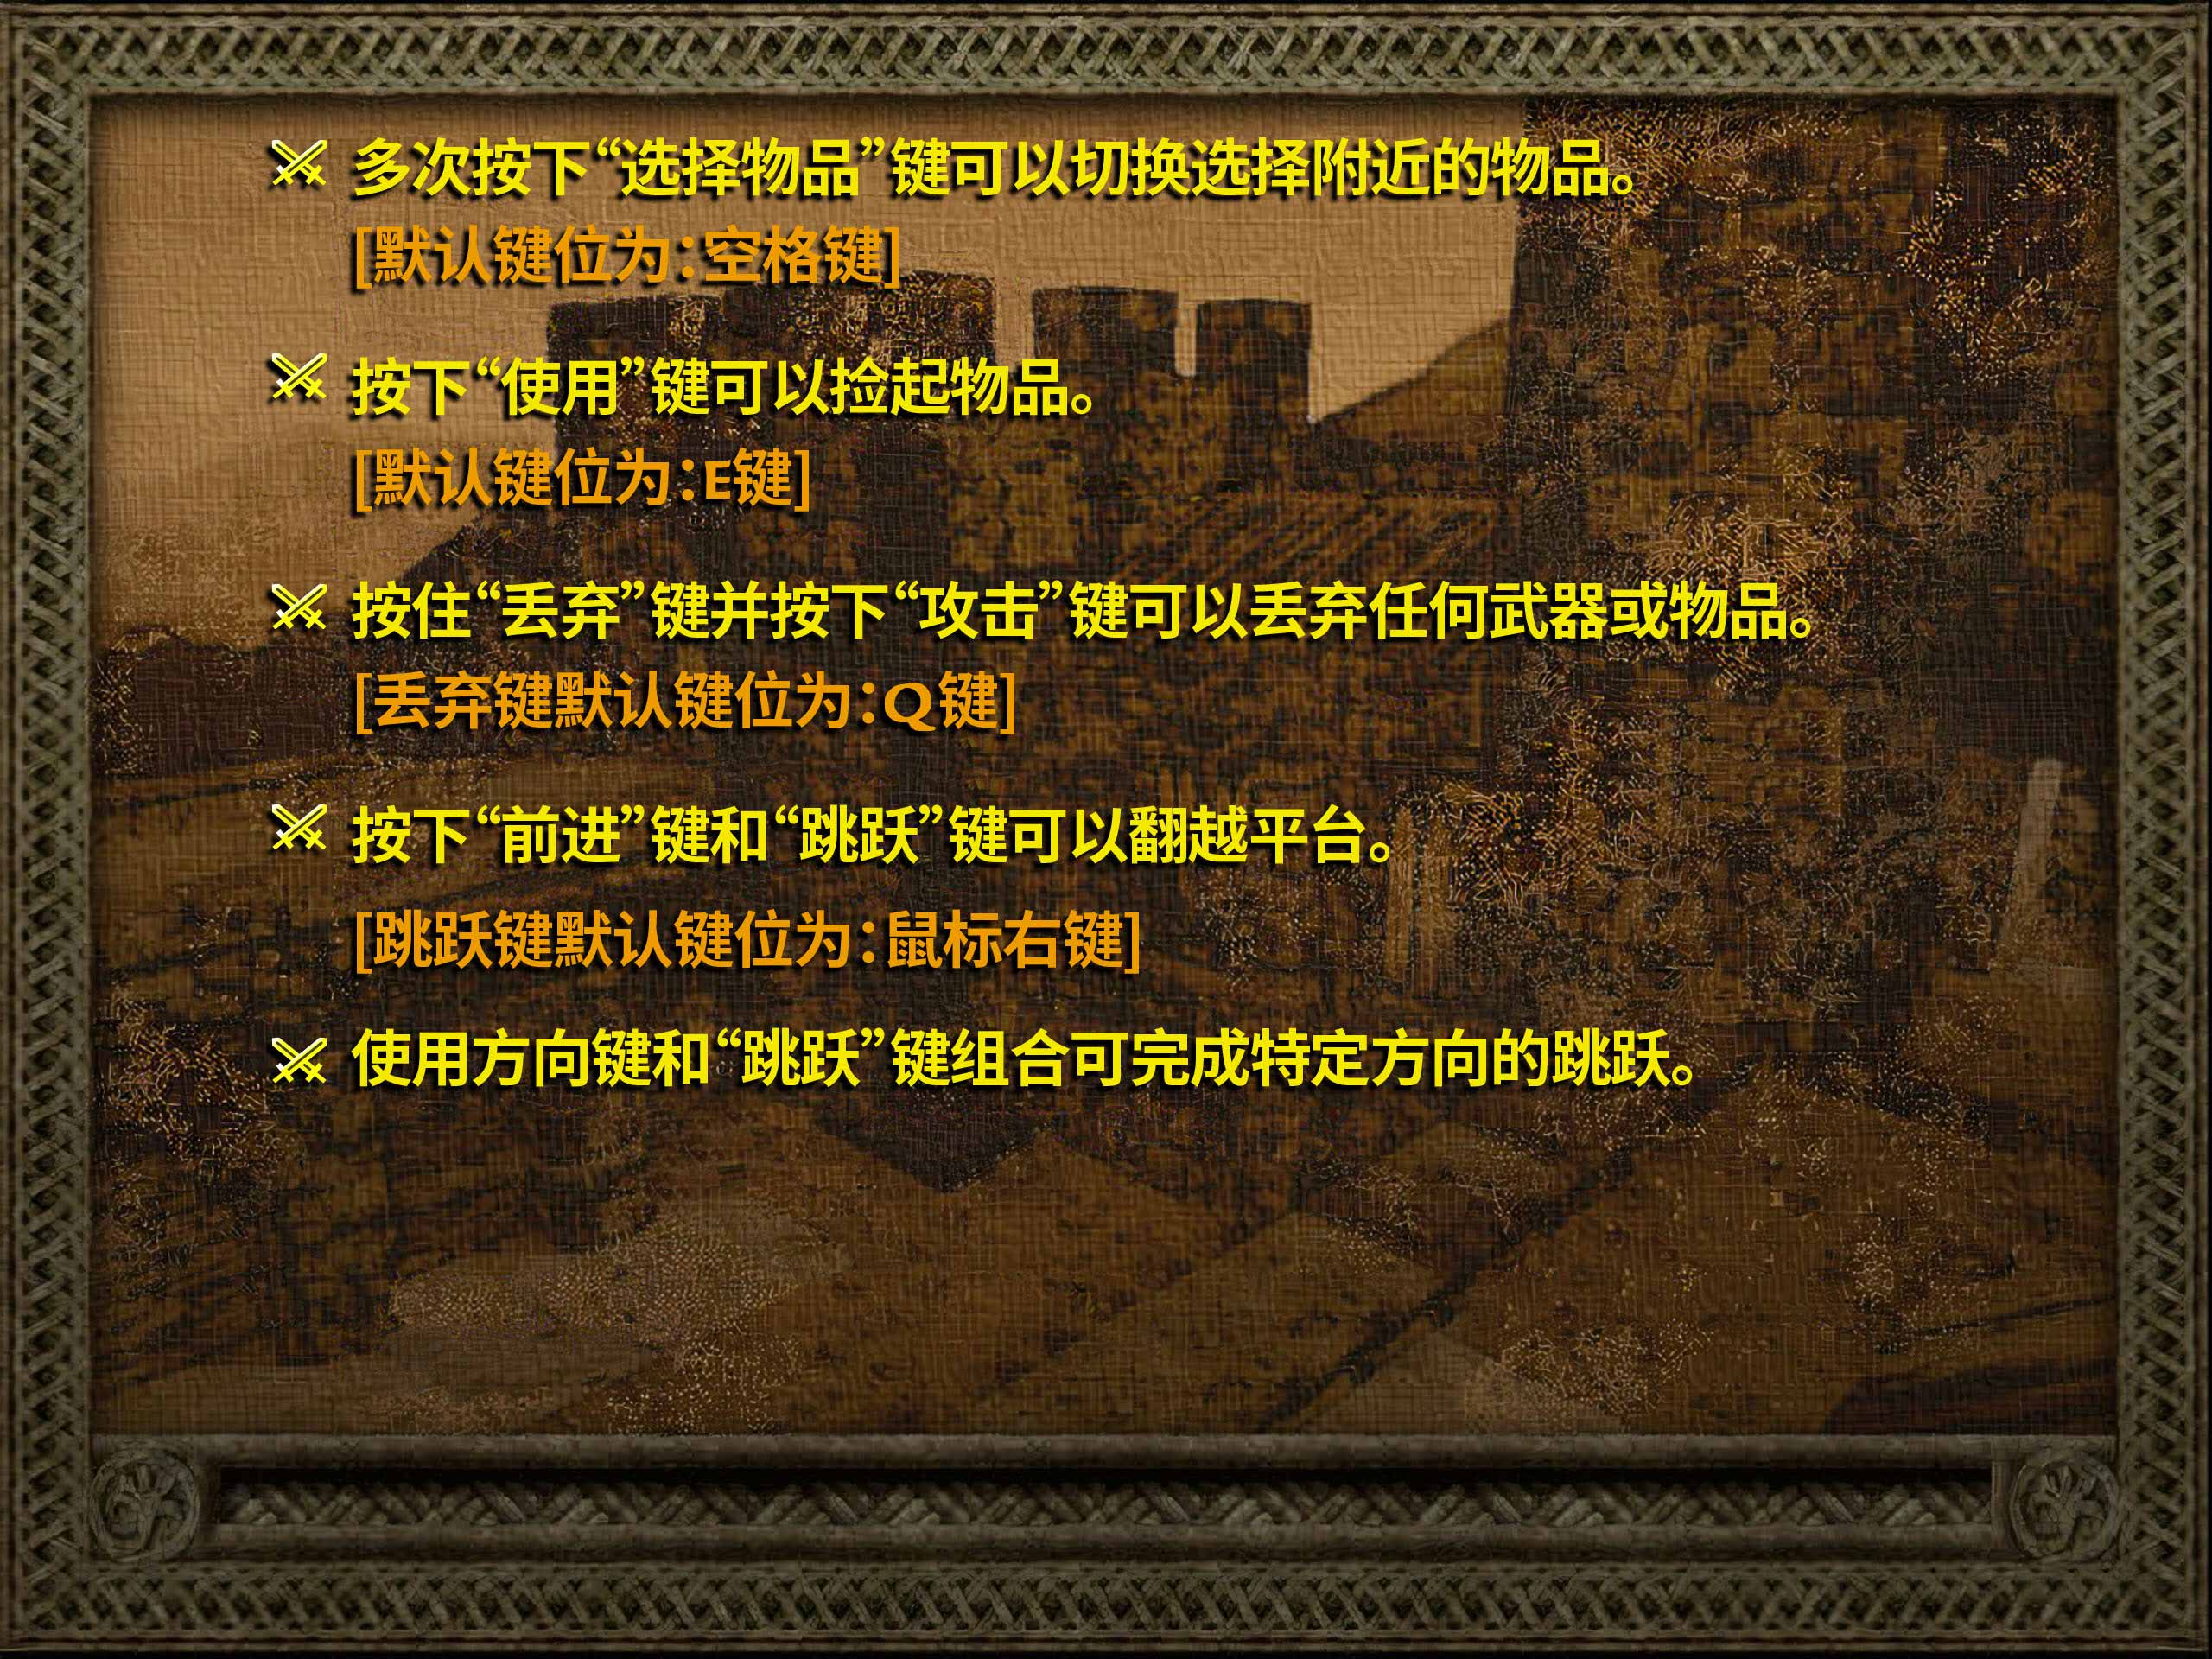 多次按下“选择物品”键可以切换选择附近的物品。
[默认键位为：空格键]
按下“使用”键可以捡起物品。
[默认键位为：E键]
按住“丢弃”键并按下“攻击”键可以丢弃任何武器或物品。
[丢弃键默认键位为：Q键]
按下“前进”键和“跳跃”键可以翻越平台。
[跳跃键默认键位为：鼠标右键]
使用方向键和“跳跃”键组合可完成特定方向的跳跃。